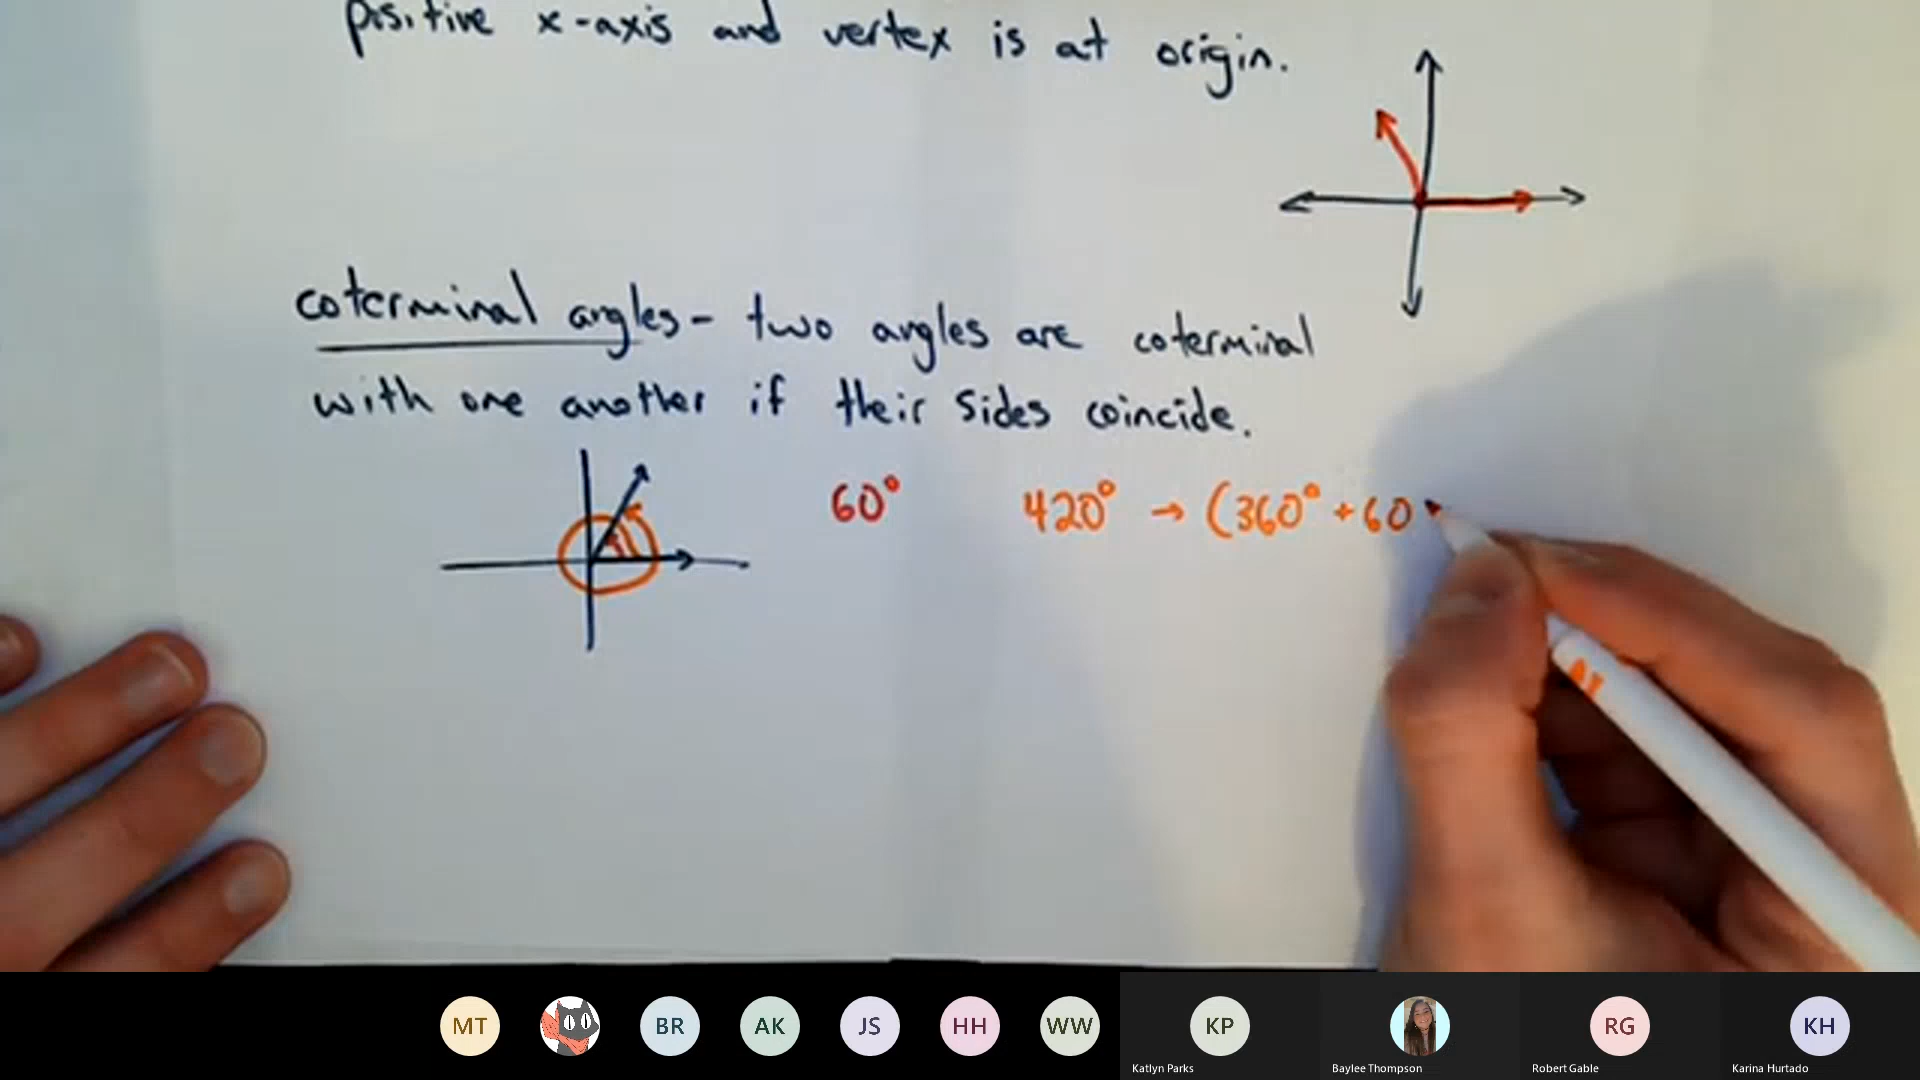 positive x-axis and vertex is at origin.
coterminal angles - two angles are coterminal
with one another if their sides coincide.
60° 420° → (360° + 60
MT BR AK JS HH WW KP RG KH
Katlyn Parks Baylee Thompson Robert Gable Karina Hurtado